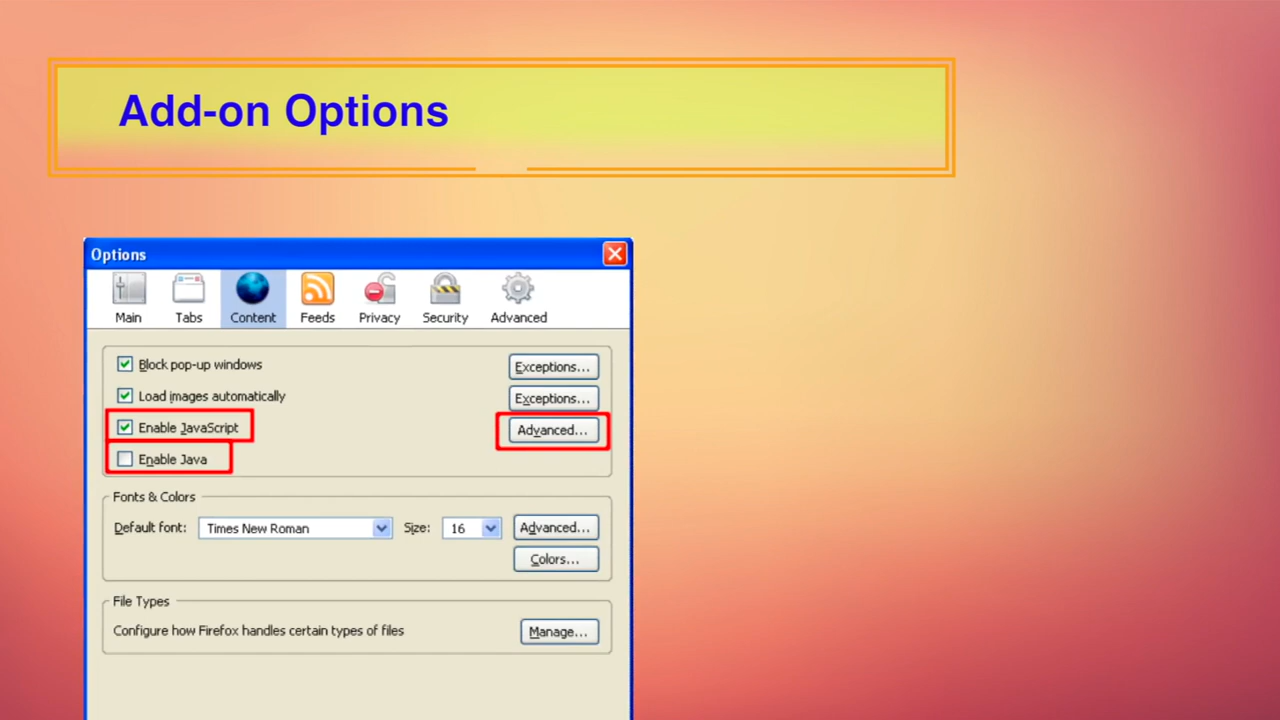 Add-on Options
Options
Main Tabs Content Feeds Privacy Security Advanced
Block pop-up windows Exceptions...
Load images automatically Exceptions...
Enable JavaScript Advanced...
Enable Java
Fonts & Colors
Default font: Times New Roman Size: 16 Advanced...
Colors...
File Types
Configure how Firefox handles certain types of files Manage...